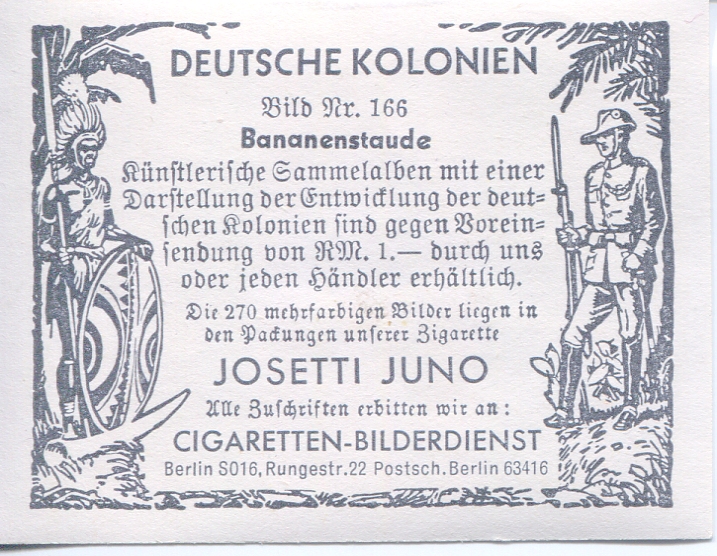 DEUTSCHE KOLONIEN
Bild Nr. 166
Bananenstaude
Künstlerische Sammelalben mit einer
Darstellung der Entwicklung der deut=
schen Kolonien sind gegen Vorein=
sendung von RM. 1.— durch uns
oder jeden Händler erhältlich.
Die 270 mehrfarbigen Bilder liegen in
den Packungen unserer Zigarette
JOSETTI JUNO
Alle Zuschriften erbitten wir an:
CIGARETTEN-BILDERDIENST
Berlin SO16, Rungestr.22 Postsch.Berlin 63416